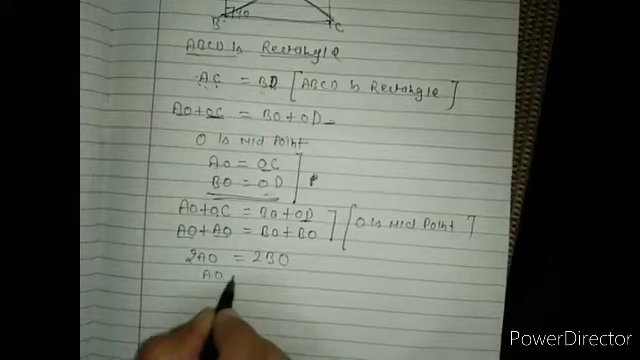 B 90 C
ABCD is Rectangle
AC = BD [ABCD is Rectangle]
AO+OC = BO+OD
O is Mid Point
AO = OC
BO = OD
AO+OC = BO+OD
AO+AO = BO+BO [O is Mid Point]
2AO = 2BO
AO
PowerDirector